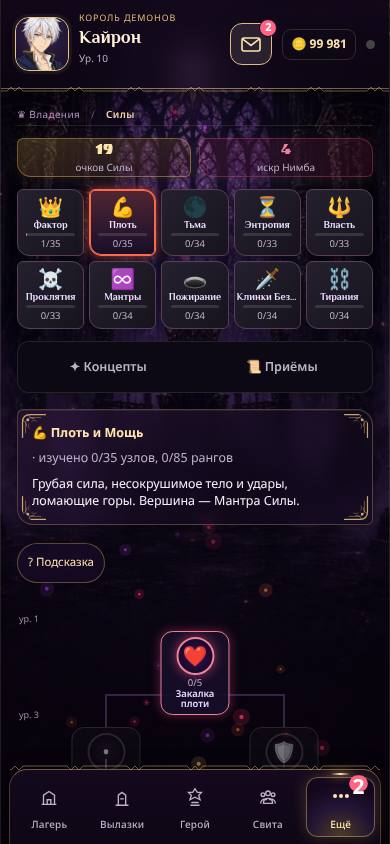 КОРОЛЬ ДЕМОНОВ
Кайрон
Ур. 10
2
99 981
Владения / Силы
19
очков Силы
4
искр Нимба
Фактор
1/35
Плоть
0/35
Тьма
0/34
Энтропия
0/33
Власть
0/33
Проклятия
0/33
Мантры
0/34
Пожирание
0/34
Клинки Без...
0/34
Тирания
0/34
Концепты
Приёмы
Плоть и Мощь
· изучено 0/35 узлов, 0/85 рангов
Грубая сила, несокрушимое тело и удары,
ломающие горы. Вершина — Мантра Силы.
? Подсказка
ур. 1
0/5
Закалка
плоти
ур. 3
2
Лагерь
Вылазки
Герой
Свита
Ещё